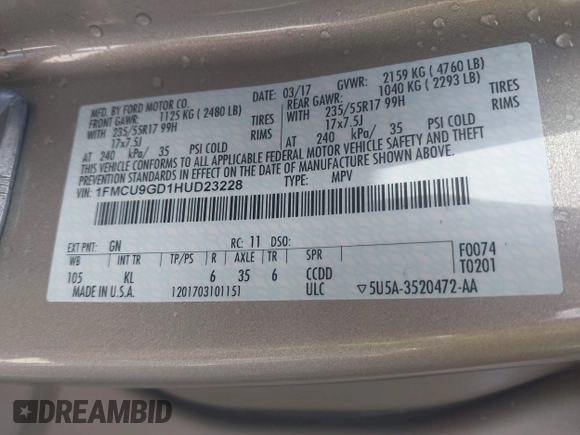 MFD. BY FORD MOTOR CO.
DATE: 03/17 GVWR: 2159 KG ( 4760 LB)
FRONT GAWR: 1125 KG ( 2480 LB)
REAR GAWR: 1040 KG ( 2293 LB)
WITH 235/55R17 99H TIRES
WITH 235/55R17 99H TIRES
17x7.5J RIMS
17x7.5J RIMS
AT 240 kPa/ 35 PSI COLD
AT 240 kPa/ 35 PSI COLD
THIS VEHICLE CONFORMS TO ALL APPLICABLE FEDERAL MOTOR VEHICLE SAFETY AND THEFT
PREVENTION STANDARDS IN EFFECT ON THE DATE OF MANUFACTURE SHOWN ABOVE.
VIN: 1FMCU9GD1HUD23228 TYPE: MPV
EXT PNT: GN RC: 11 DSO:
WB INT TR TP/PS R AXLE TR SPR
105 KL 6 35 6 CCDD
F0074
T0201
MADE IN U.S.A. 1201703101151 ULC ▽5U5A-3520472-AA
DREAMBID